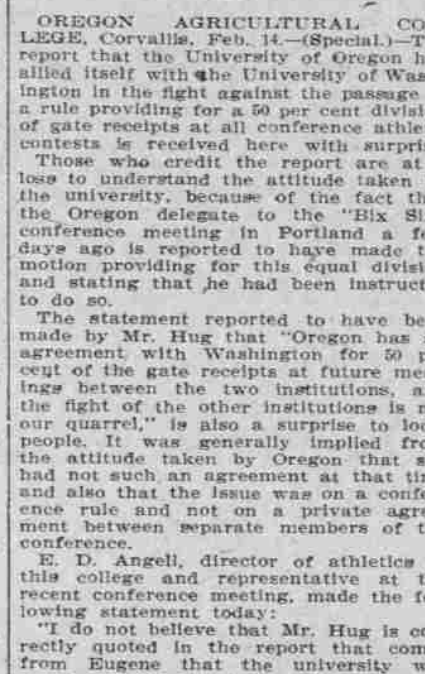 OREGON AGRICULTURAL CO
LEGE, Corvallis, Feb. 14.—(Special.)—T
report that the University of Oregon h
allied itself with the University of Was
ington in the fight against the passage
a rule providing for a 50 per cent divisi
of gate receipts at all conference athle
contests is received here with surpri
Those who credit the report are at
loss to understand the attitude taken
the university, because of the fact th
the Oregon delegate to the "Bix Si
conference meeting in Portland a fe
days ago is reported to have made t
motion providing for this equal divisi
and stating that he had been instruct
to do so.
The statement reported to have be
made by Mr. Hug that "Oregon has
agreement with Washington for 50 p
cent of the gate receipts at future mee
ings between the two institutions, a
the fight of the other institutions is n
our quarrel," is also a surprise to loc
people. It was generally implied fro
the attitude taken by Oregon that s
had not such an agreement at that tim
and also that the issue was on a confe
ence rule and not on a private agre
ment between separate members of t
conference.
E. D. Angell, director of athletics
this college and representative at t
recent conference meeting, made the fo
lowing statement today:
"I do not believe that Mr. Hug is co
rectly quoted in the report that com
from Eugene that the university w